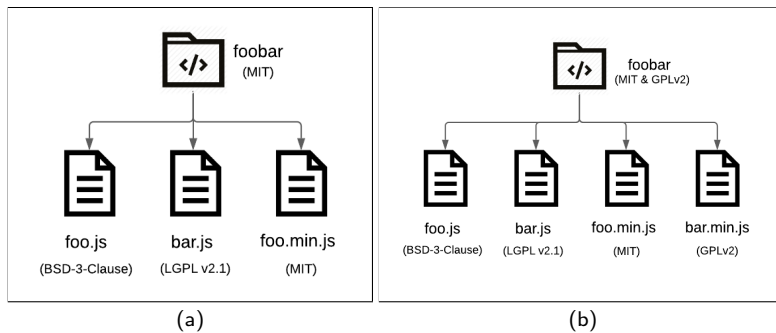 foobar
(MIT)
foo.js
(BSD-3-Clause)
bar.js
(LGPL v2.1)
foo.min.js
(MIT)
(a)
foobar
(MIT & GPLv2)
foo.js
(BSD-3-Clause)
bar.js
(LGPL v2.1)
foo.min.js
(MIT)
bar.min.js
(GPLv2)
(b)